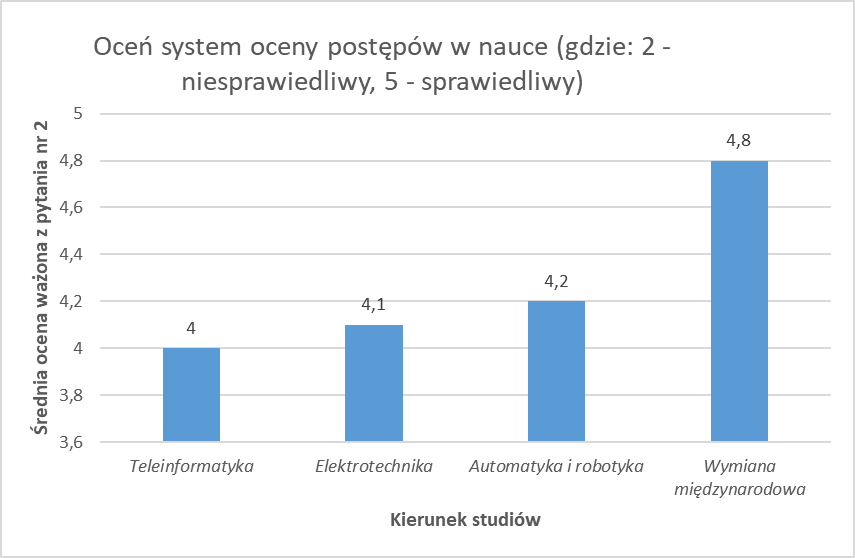 Oceń system oceny postępów w nauce (gdzie: 2 -
niesprawiedliwy, 5 - sprawiedliwy)
Średnia ocena ważona z pytania nr 2
5
4,8
4,6
4,4
4,2
4
3,8
3,6
4
4,1
4,2
4,8
Teleinformatyka
Elektrotechnika
Automatyka i robotyka
Wymiana
międzynarodowa
Kierunek studiów